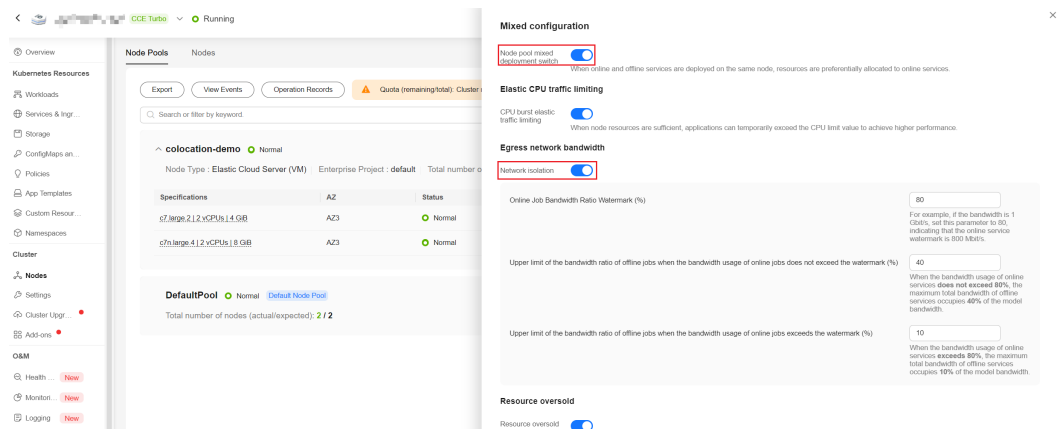 CCE Turbo Running
Overview
Kubernetes Resources
Workloads
Services & Ingr...
Storage
ConfigMaps an...
Policies
App Templates
Custom Resour...
Namespaces
Cluster
Nodes
Settings
Cluster Upgr...
Add-ons
O&M
Health ... New
Monitori... New
Logging New
Node Pools Nodes
Export View Events Operation Records Quota (remaining/total): Cluster
Search or filter by keyword.
colocation-demo Normal
Node Type : Elastic Cloud Server (VM) Enterprise Project : default Total number o
Specifications AZ Status
c7.large.2 | 2 vCPUs | 4 GiB AZ3 Normal
c7n.large.4 | 2 vCPUs | 8 GiB AZ3 Normal
DefaultPool Normal Default Node Pool
Total number of nodes (actual/expected): 2 / 2
Mixed configuration
Node pool mixed
deployment switch
When online and offline services are deployed on the same node, resources are preferentially allocated to online services.
Elastic CPU traffic limiting
CPU burst elastic
traffic limiting
When node resources are sufficient, applications can temporarily exceed the CPU limit value to achieve higher performance.
Egress network bandwidth
Network isolation
Online Job Bandwidth Ratio Watermark (%) 80
For example, if the bandwidth is 1
Gbit/s, set this parameter to 80,
indicating that the online service
watermark is 800 Mbit/s.
Upper limit of the bandwidth ratio of offline jobs when the bandwidth usage of online jobs does not exceed the watermark (%) 40
When the bandwidth usage of online
services does not exceed 80%, the
maximum total bandwidth of offline
services occupies 40% of the model
bandwidth.
Upper limit of the bandwidth ratio of offline jobs when the bandwidth usage of online jobs exceeds the watermark (%) 10
When the bandwidth usage of online
services exceeds 80%, the maximum
total bandwidth of offline services
occupies 10% of the model bandwidth.
Resource oversold
Resource oversold